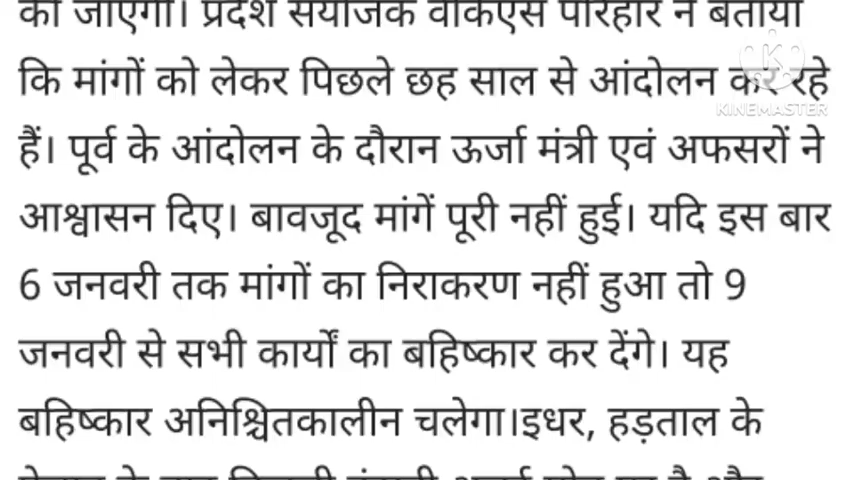 की जाएगी। प्रदेश संयोजक वीकेएस परिहार ने बताया
कि मांगों को लेकर पिछले छह साल से आंदोलन कर रहे
KINEMASTER
हैं। पूर्व के आंदोलन के दौरान ऊर्जा मंत्री एवं अफसरों ने
आश्वासन दिए। बावजूद मांगें पूरी नहीं हुई। यदि इस बार
6 जनवरी तक मांगों का निराकरण नहीं हुआ तो 9
जनवरी से सभी कार्यों का बहिष्कार कर देंगे। यह
बहिष्कार अनिश्चितकालीन चलेगा।इधर, हड़ताल के